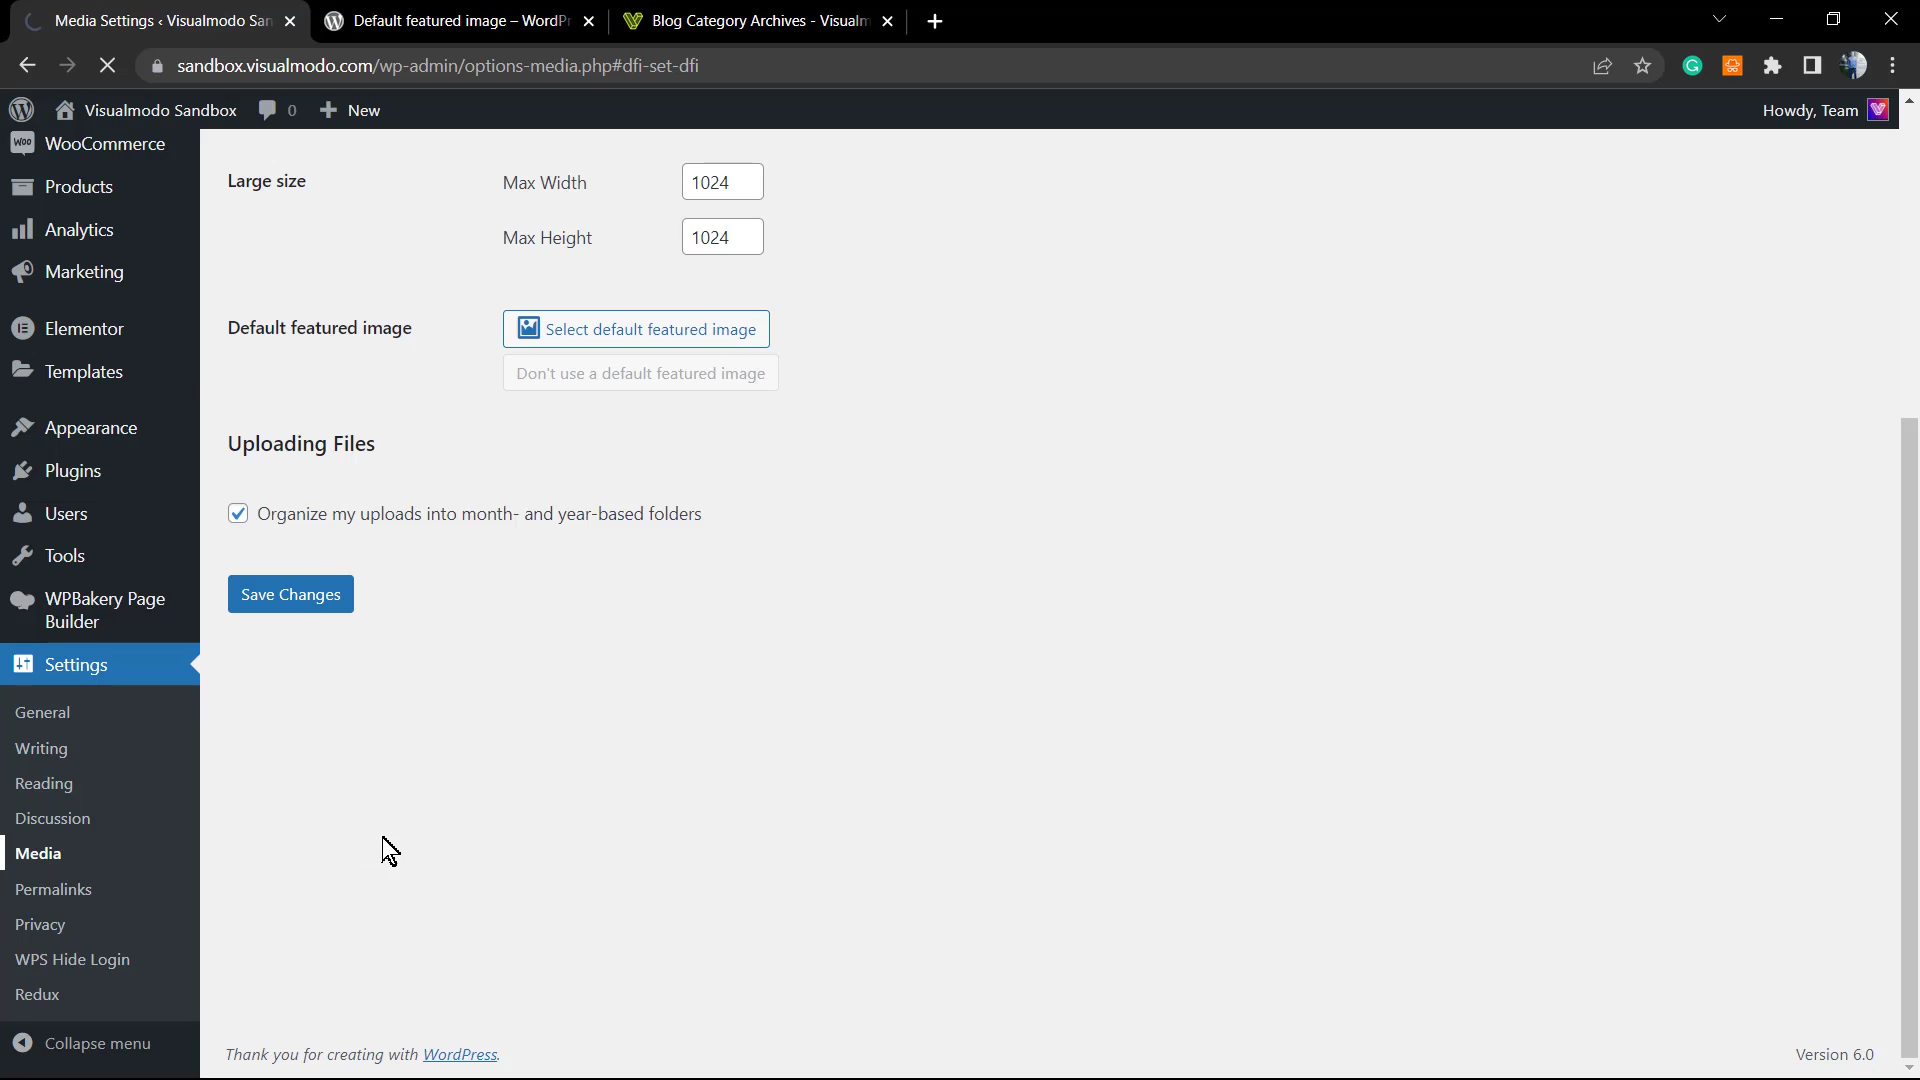 Media Settings ‹ Visualmodo San
Default featured image – WordPr
Blog Category Archives - Visualm
sandbox.visualmodo.com/wp-admin/options-media.php#dfi-set-dfi
Visualmodo Sandbox
0
New
Howdy, Team
WooCommerce
Products
Analytics
Marketing
Elementor
Templates
Appearance
Plugins
Users
Tools
WPBakery Page
Builder
Settings
General
Writing
Reading
Discussion
Media
Permalinks
Privacy
WPS Hide Login
Redux
Collapse menu
Large size
Max Width
1024
Max Height
1024
Default featured image
Select default featured image
Don't use a default featured image
Uploading Files
Organize my uploads into month- and year-based folders
Save Changes
Thank you for creating with WordPress.
Version 6.0